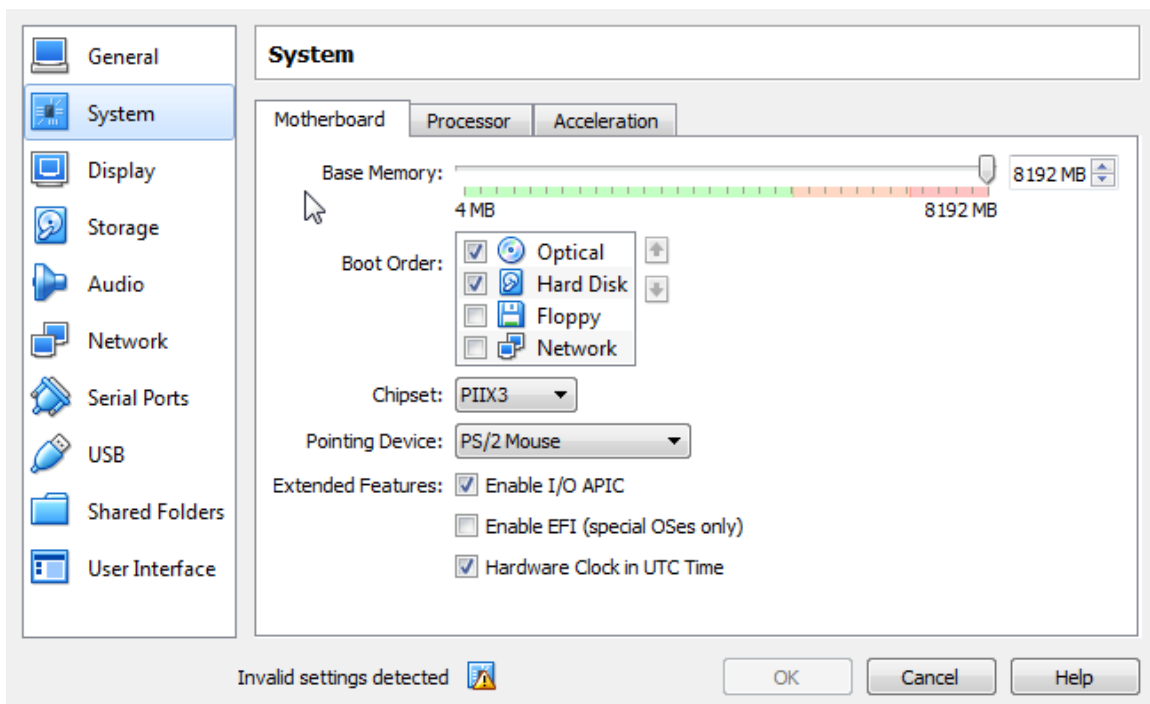 General
System
Display
Storage
Audio
Network
Serial Ports
USB
Shared Folders
User Interface
System
Motherboard Processor Acceleration
Base Memory: 8192 MB
4 MB 8192 MB
Boot Order:
Optical
Hard Disk
Floppy
Network
Chipset: PIIX3
Pointing Device: PS/2 Mouse
Extended Features: Enable I/O APIC
Enable EFI (special OSes only)
Hardware Clock in UTC Time
Invalid settings detected OK Cancel Help